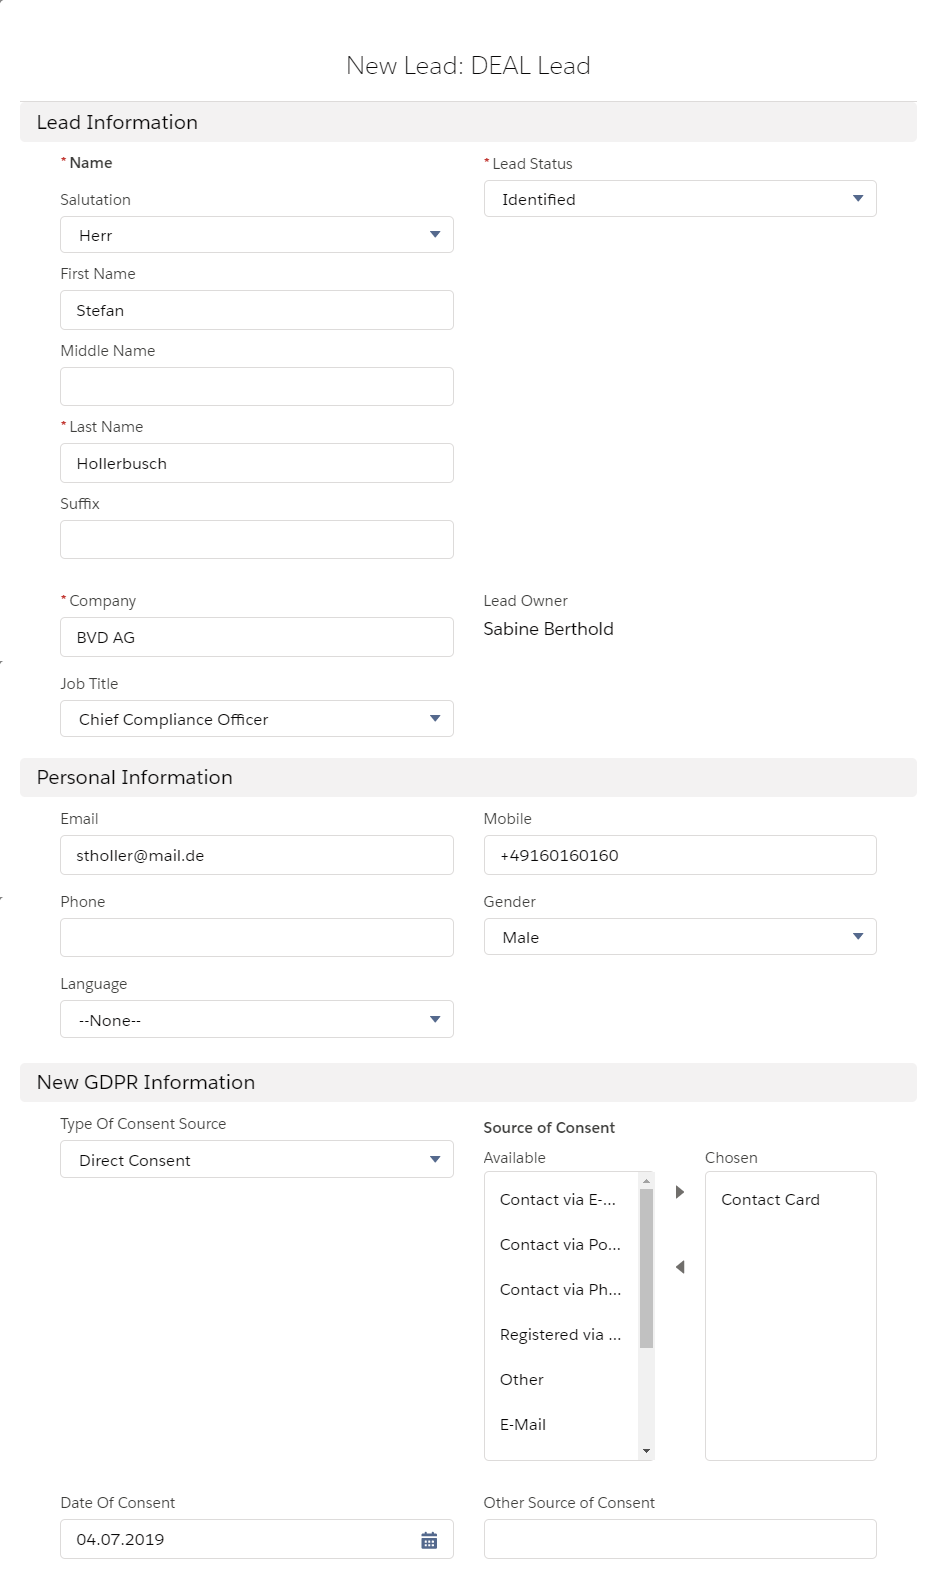 New Lead: DEAL Lead
Lead Information
* Name
* Lead Status
Identified
Salutation
Herr
First Name
Stefan
Middle Name
* Last Name
Hollerbusch
Suffix
* Company
BVD AG
Lead Owner
Sabine Berthold
Job Title
Chief Compliance Officer
Personal Information
Email
stholler@mail.de
Mobile
+49160160160
Phone
Gender
Male
Language
--None--
New GDPR Information
Type Of Consent Source
Direct Consent
Source of Consent
Available
Contact via E-...
Contact via Po...
Contact via Ph...
Registered via ...
Other
E-Mail
Chosen
Contact Card
Date Of Consent
04.07.2019
Other Source of Consent